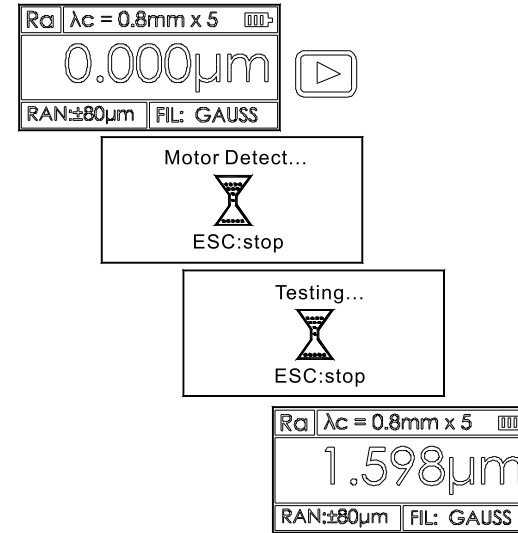 Ra λc = 0.8mm x 5
0.000μm
RAN:±80μm FIL: GAUSS
Motor Detect...
ESC:stop
Testing...
ESC:stop
Ra λc = 0.8mm x 5
1.598μm
RAN:±80μm FIL: GAUSS